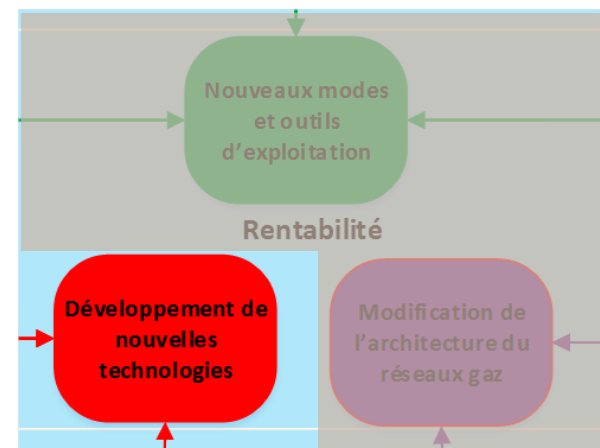 Nouveaux modes
et outils
d’exploitation
Rentabilité
Développement de
nouvelles
technologies
Modification de
l’architecture du
réseaux gaz